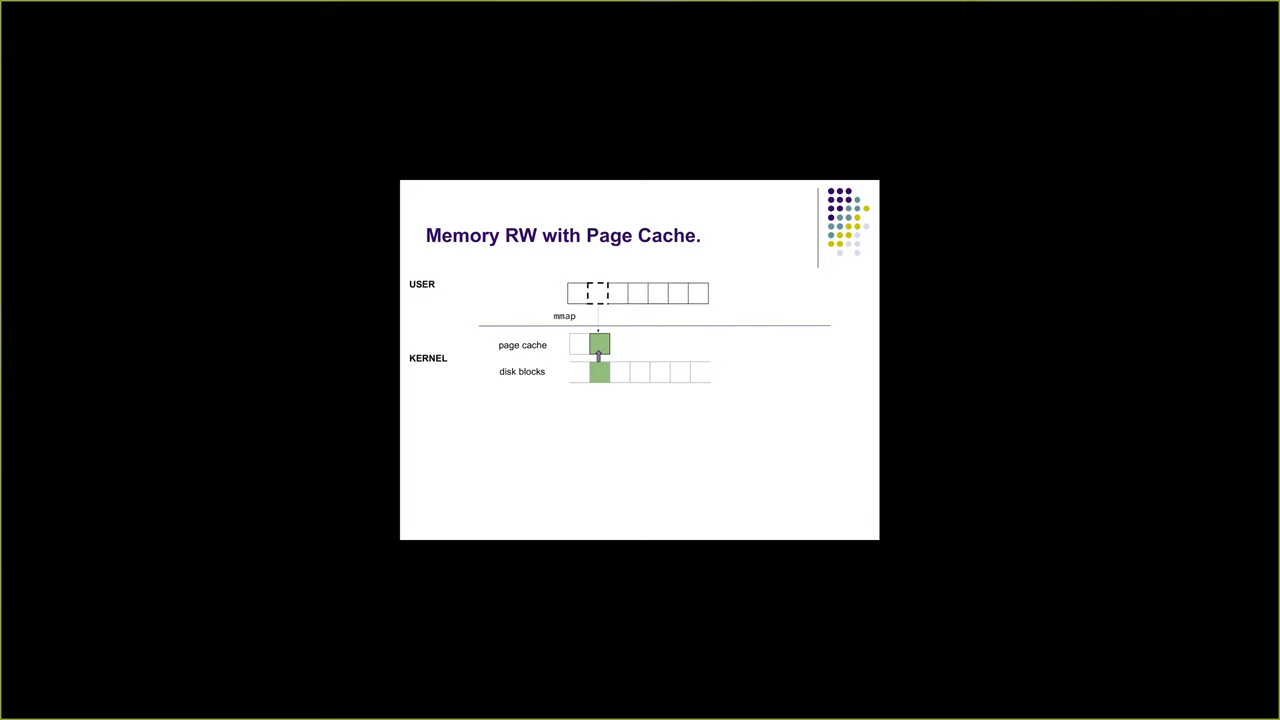 Memory RW with Page Cache.
USER
mmap
page cache
KERNEL
disk blocks